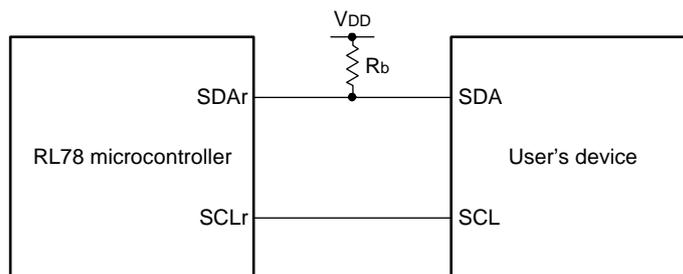 VDD
Rb
SDAr
SDA
RL78 microcontroller
User's device
SCLr
SCL